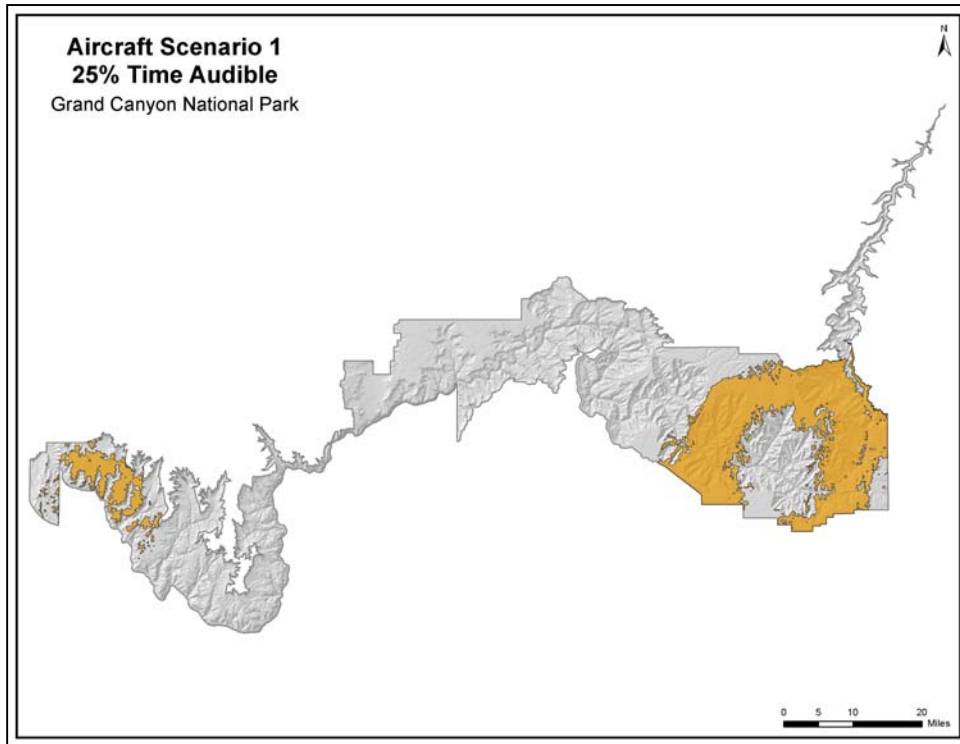 Aircraft Scenario 1
25% Time Audible
Grand Canyon National Park
N
0 5 10 20
Miles